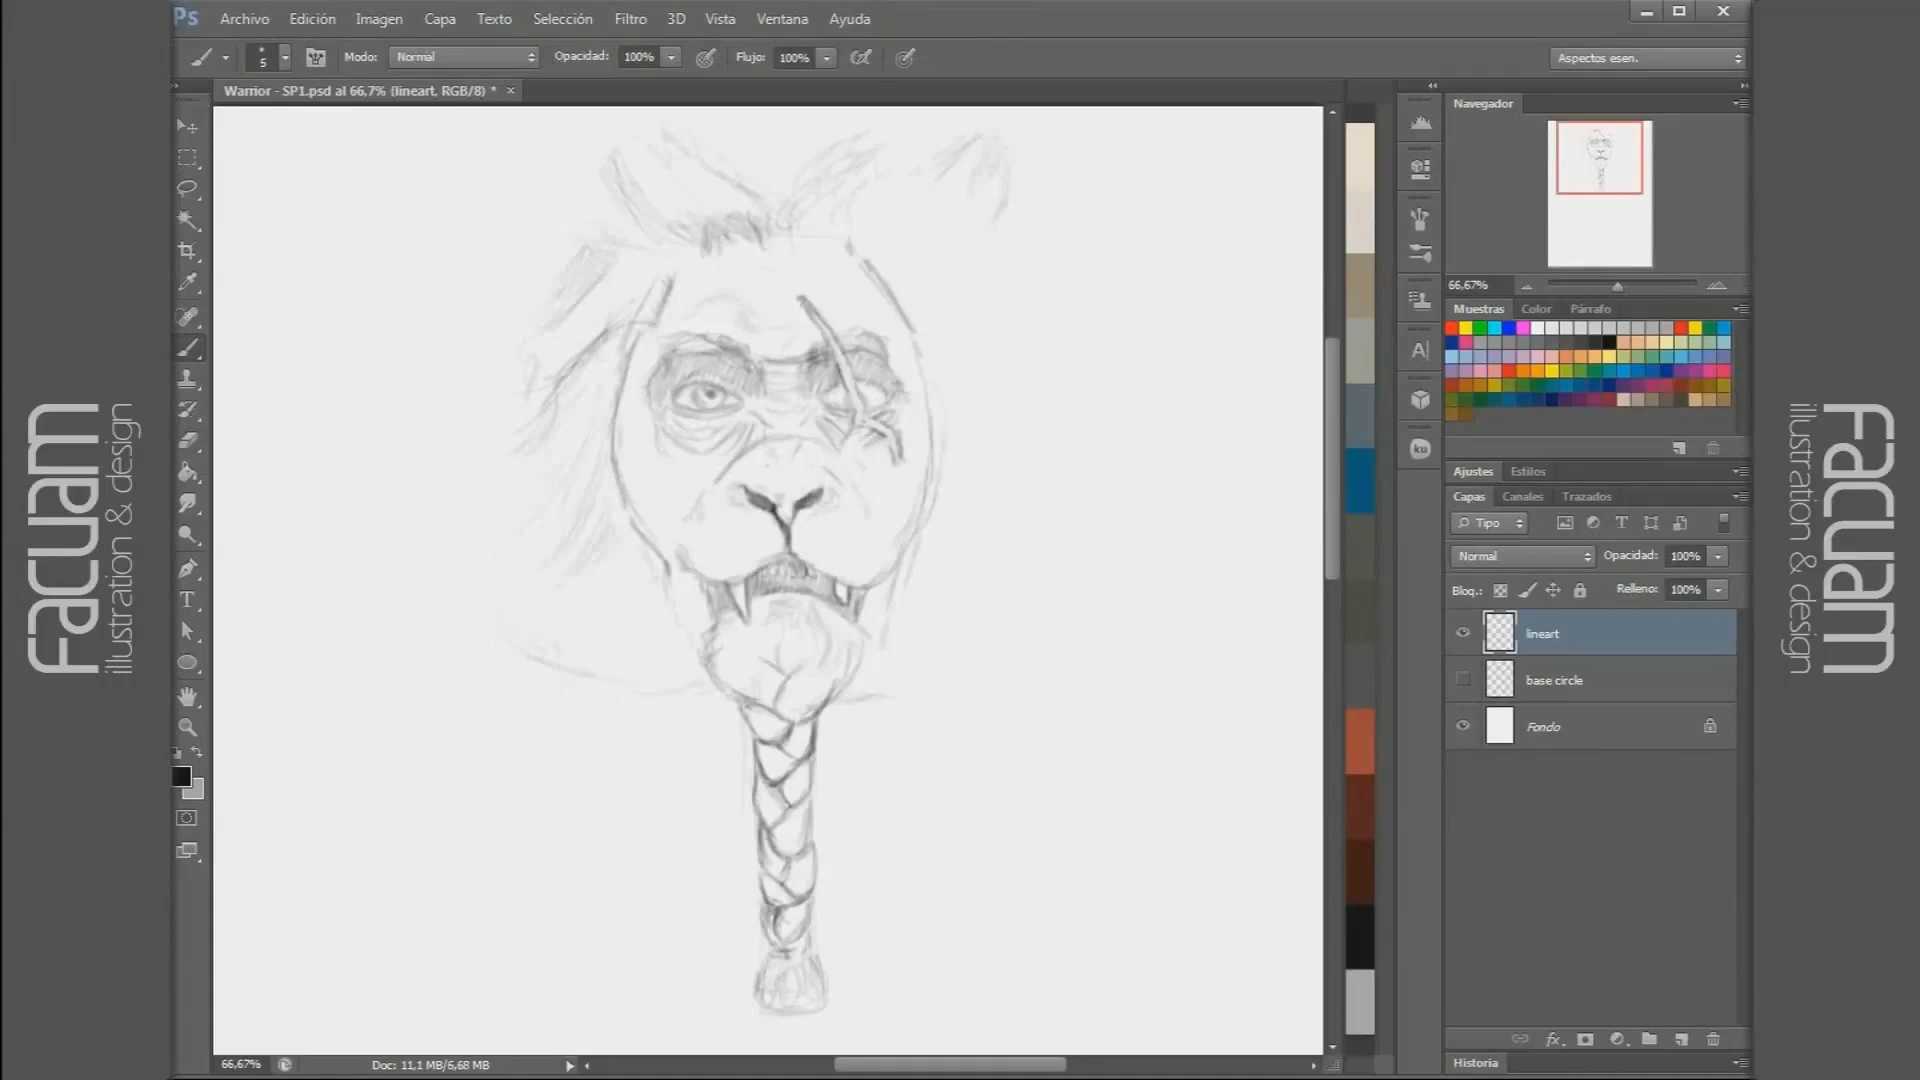 Ps Archivo Edición Imagen Capa Texto Selección Filtro 3D Vista Ventana Ayuda
5 Modo: Normal Opacidad: 100% Flujo: 100% Aspectos esen.
Warrior - SP1.psd al 66,7% (lineart, RGB/8) * ×
Navegador
66,67%
Muestras Color Párrafo
A|
ku
Ajustes Estilos
Capas Canales Trazados
Tipo
Normal Opacidad: 100%
Bloq.: Relleno: 100%
lineart
base circle
Fondo
fx
66,67% Doc: 11,1 MB/6,68 MB
Historia
Facuam
illustration & design
illustration & design
Facuam